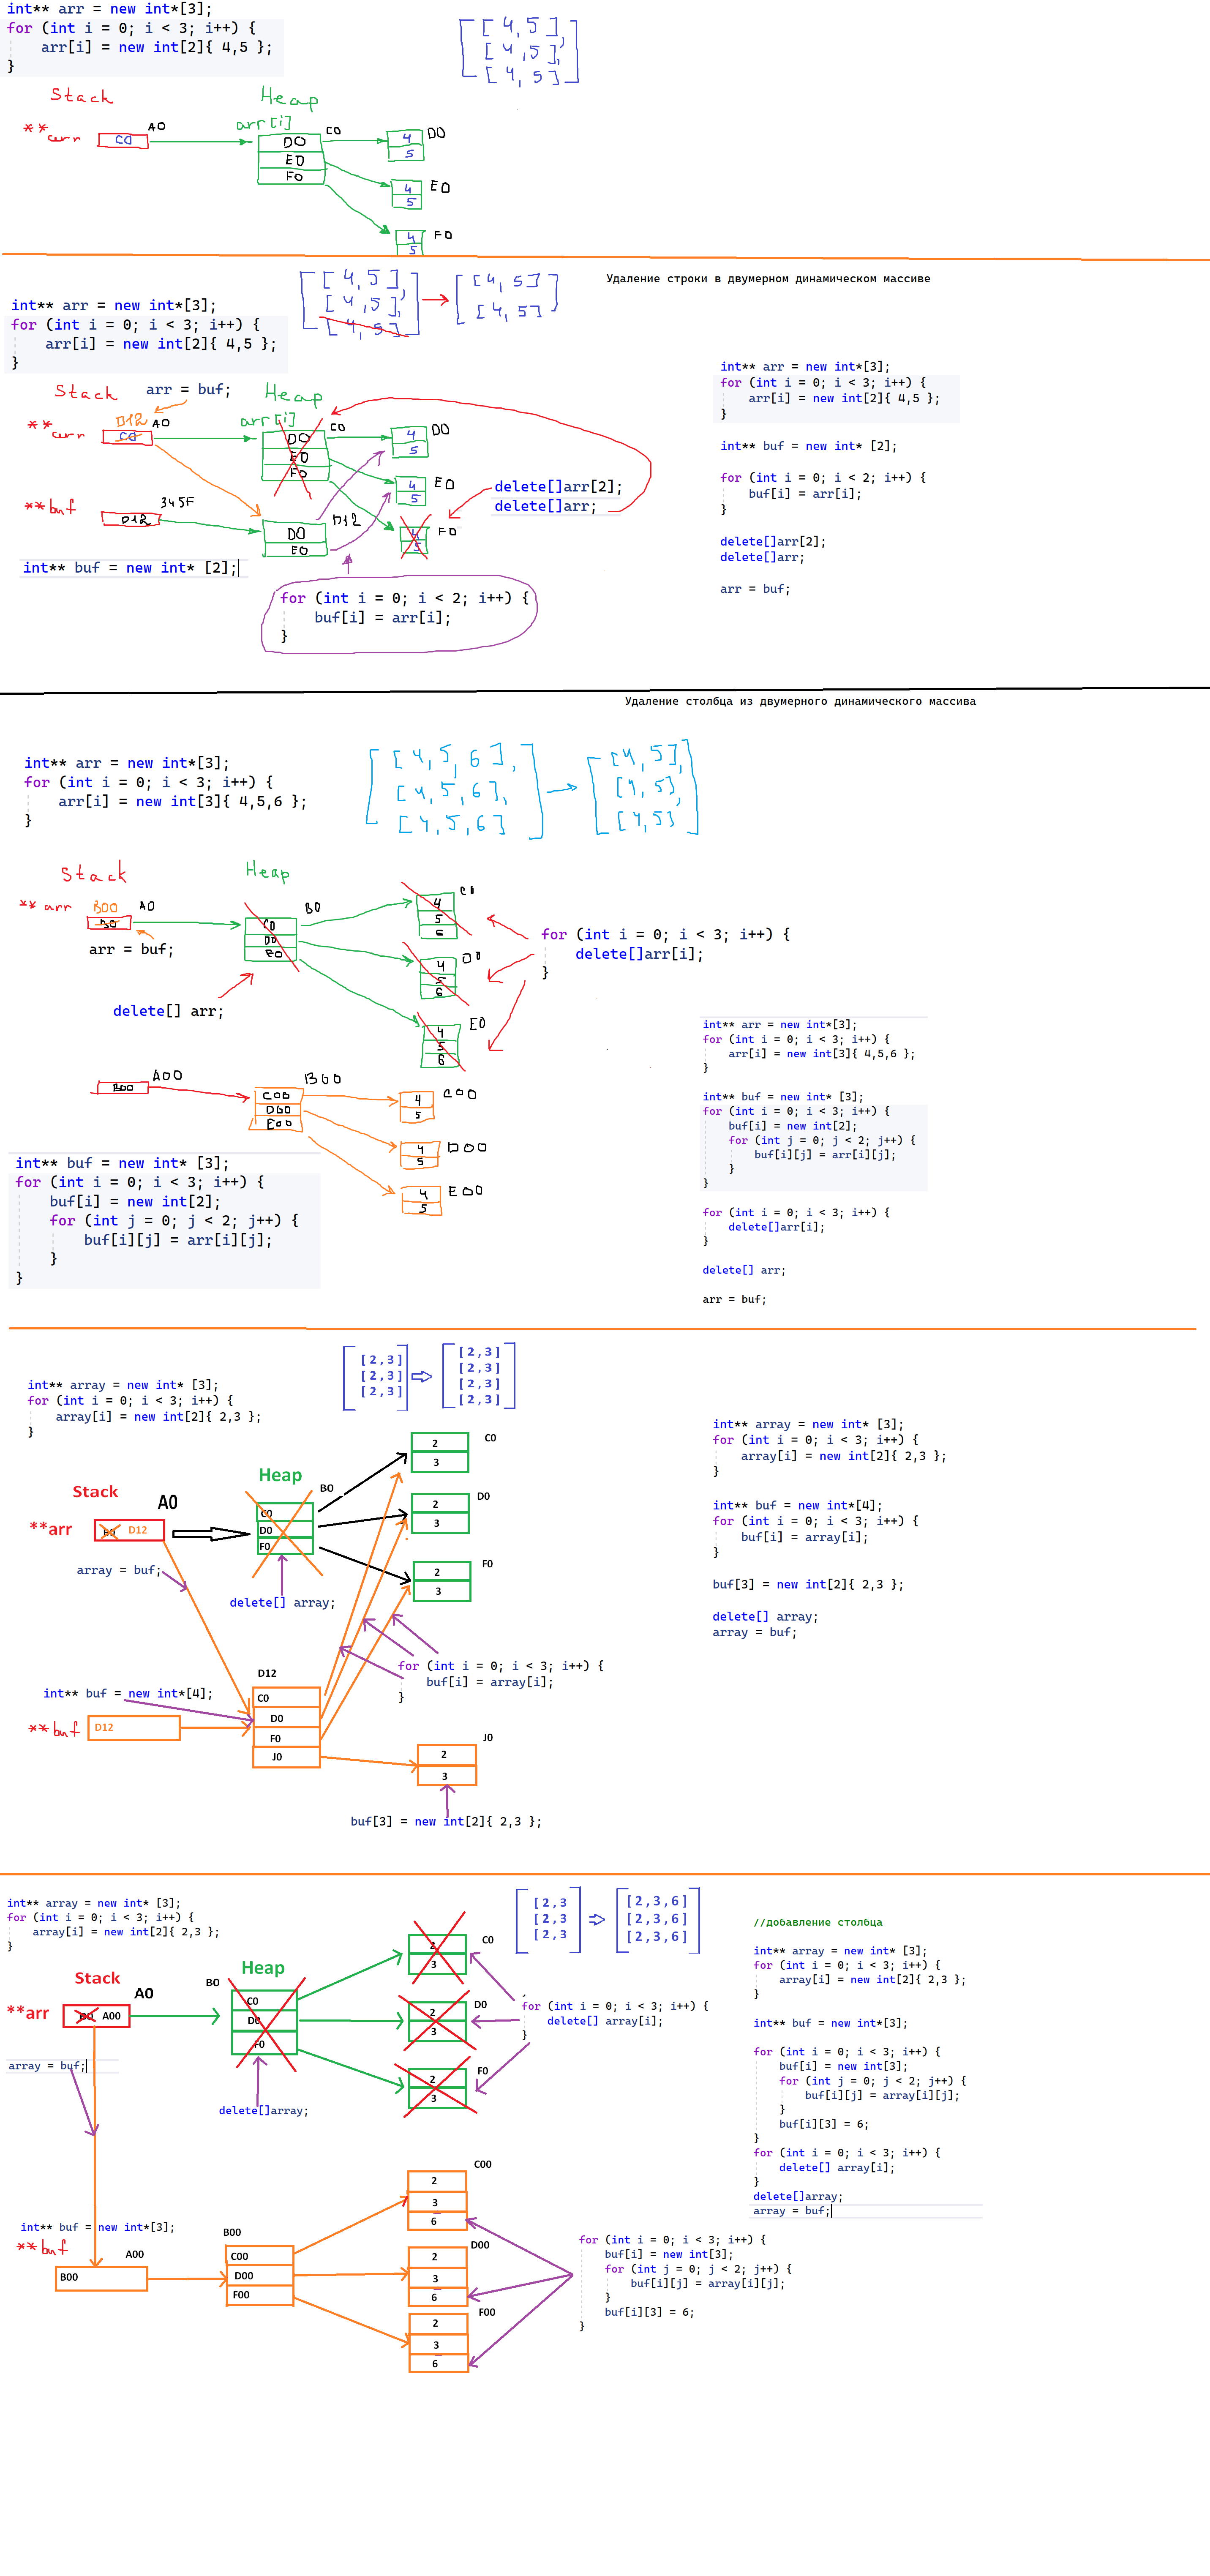 int** arr = new int*[3];
for (int i = 0; i < 3; i++) {
arr[i] = new int[2]{ 4,5 };
}
[ 4, 5 ],
[ 4, 5 ],
[ 4, 5 ]
Stack
Heap
**arr
C0
A0
arr[i]
C0
D0
E0
F0
4
5
D0
4
5
E0
4
5
F0
Удаление строки в двумерном динамическом массиве
[ 4, 5 ],
[ 4, 5 ],
[ 4, 5 ]
[ 4, 5 ]
[ 4, 5 ]
int** arr = new int*[3];
for (int i = 0; i < 3; i++) {
arr[i] = new int[2]{ 4,5 };
}
Stack
arr = buf;
Heap
**arr
D12
C0
A0
arr[i]
C0
D0
E0
F0
4
5
D0
4
5
E0
4
5
F0
delete[]arr[2];
delete[]arr;
**buf
345F
D12
D12
D0
E0
int** buf = new int* [2];
for (int i = 0; i < 2; i++) {
buf[i] = arr[i];
}
int** arr = new int*[3];
for (int i = 0; i < 3; i++) {
arr[i] = new int[2]{ 4,5 };
}
int** buf = new int* [2];
for (int i = 0; i < 2; i++) {
buf[i] = arr[i];
}
delete[]arr[2];
delete[]arr;
arr = buf;
Удаление столбца из двумерного динамического массива
int** arr = new int*[3];
for (int i = 0; i < 3; i++) {
arr[i] = new int[3]{ 4,5,6 };
}
[ 4, 5, 6 ],
[ 4, 5, 6 ],
[ 4, 5, 6 ]
[4, 5],
[4, 5],
[4, 5]
Stack
Heap
**arr
B00
B0
A0
arr = buf;
B0
C0
D0
E0
delete[] arr;
4
5
6
C0
4
5
6
D0
4
5
6
E0
for (int i = 0; i < 3; i++) {
delete[]arr[i];
}
B00
A00
B00
C00
D00
E00
4
5
C00
4
5
D00
4
5
E00
int** buf = new int* [3];
for (int i = 0; i < 3; i++) {
buf[i] = new int[2];
for (int j = 0; j < 2; j++) {
buf[i][j] = arr[i][j];
}
}
int** arr = new int*[3];
for (int i = 0; i < 3; i++) {
arr[i] = new int[3]{ 4,5,6 };
}
int** buf = new int* [3];
for (int i = 0; i < 3; i++) {
buf[i] = new int[2];
for (int j = 0; j < 2; j++) {
buf[i][j] = arr[i][j];
}
}
for (int i = 0; i < 3; i++) {
delete[]arr[i];
}
delete[] arr;
arr = buf;
[2,3]
[2,3]
[2,3]
[2,3]
[2,3]
[2,3]
[2,3]
int** array = new int* [3];
for (int i = 0; i < 3; i++) {
array[i] = new int[2]{ 2,3 };
}
Stack
Heap
**arr
B0 D12
A0
B0
C0
D0
F0
2
3
C0
2
3
D0
2
3
F0
array = buf;
delete[] array;
for (int i = 0; i < 3; i++) {
buf[i] = array[i];
}
int** buf = new int*[4];
**buf
D12
D12
C0
D0
F0
J0
2
3
J0
buf[3] = new int[2]{ 2,3 };
int** array = new int* [3];
for (int i = 0; i < 3; i++) {
array[i] = new int[2]{ 2,3 };
}
int** buf = new int*[4];
for (int i = 0; i < 3; i++) {
buf[i] = array[i];
}
buf[3] = new int[2]{ 2,3 };
delete[] array;
array = buf;
int** array = new int* [3];
for (int i = 0; i < 3; i++) {
array[i] = new int[2]{ 2,3 };
}
[2,3
[2,3
[2,3
[2,3,6]
[2,3,6]
[2,3,6]
Stack
Heap
**arr
B0 A00
A0
B0
C0
D0
F0
2
3
C0
2
3
D0
2
3
F0
for (int i = 0; i < 3; i++) {
delete[] array[i];
}
array = buf;
delete[]array;
int** buf = new int*[3];
**buf
A00
B00
B00
C00
D00
F00
C00
2
3
6
D00
2
3
6
F00
2
3
6
for (int i = 0; i < 3; i++) {
buf[i] = new int[3];
for (int j = 0; j < 2; j++) {
buf[i][j] = array[i][j];
}
buf[i][3] = 6;
}
//добавление столбца
int** array = new int* [3];
for (int i = 0; i < 3; i++) {
array[i] = new int[2]{ 2,3 };
}
int** buf = new int*[3];
for (int i = 0; i < 3; i++) {
buf[i] = new int[3];
for (int j = 0; j < 2; j++) {
buf[i][j] = array[i][j];
}
buf[i][3] = 6;
}
for (int i = 0; i < 3; i++) {
delete[] array[i];
}
delete[]array;
array = buf;